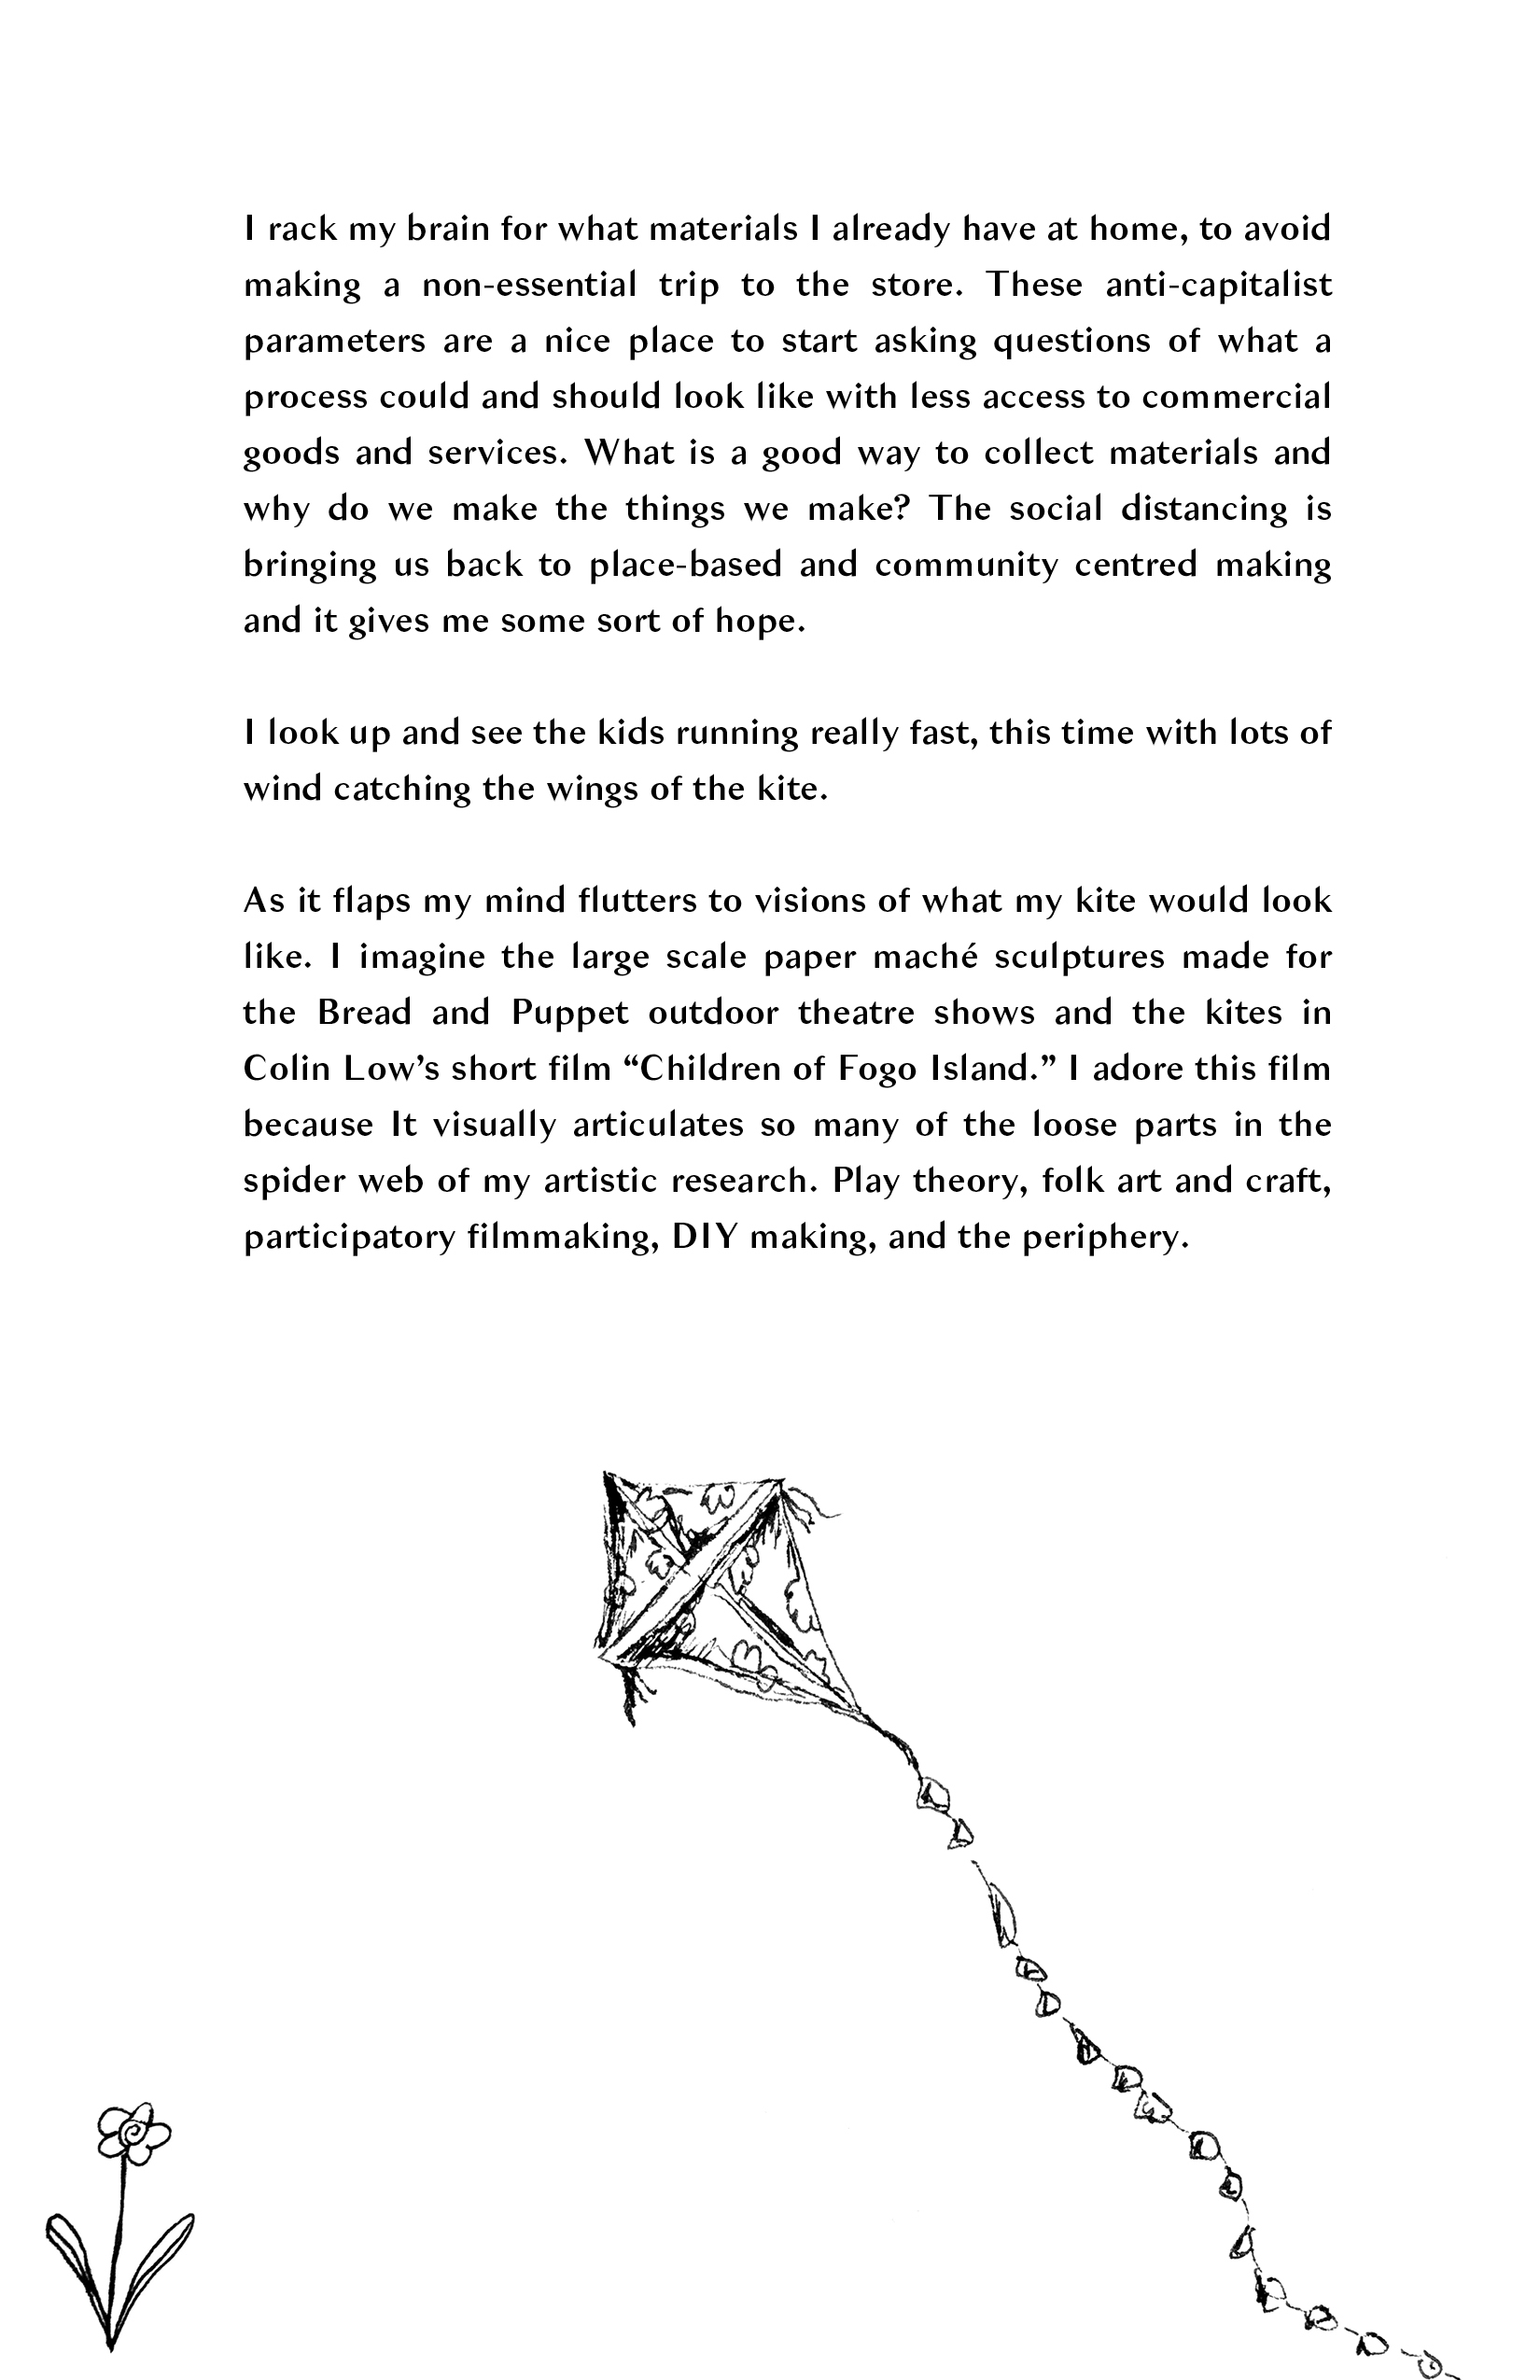 I rack my brain for what materials I already have at home, to avoid
making a non-essential trip to the store. These anti-capitalist
parameters are a nice place to start asking questions of what a
process could and should look like with less access to commercial
goods and services. What is a good way to collect materials and
why do we make the things we make? The social distancing is
bringing us back to place-based and community centred making
and it gives me some sort of hope.
I look up and see the kids running really fast, this time with lots of
wind catching the wings of the kite.
As it flaps my mind flutters to visions of what my kite would look
like. I imagine the large scale paper maché sculptures made for
the Bread and Puppet outdoor theatre shows and the kites in
Colin Low’s short film “Children of Fogo Island.” I adore this film
because It visually articulates so many of the loose parts in the
spider web of my artistic research. Play theory, folk art and craft,
participatory filmmaking, DIY making, and the periphery.